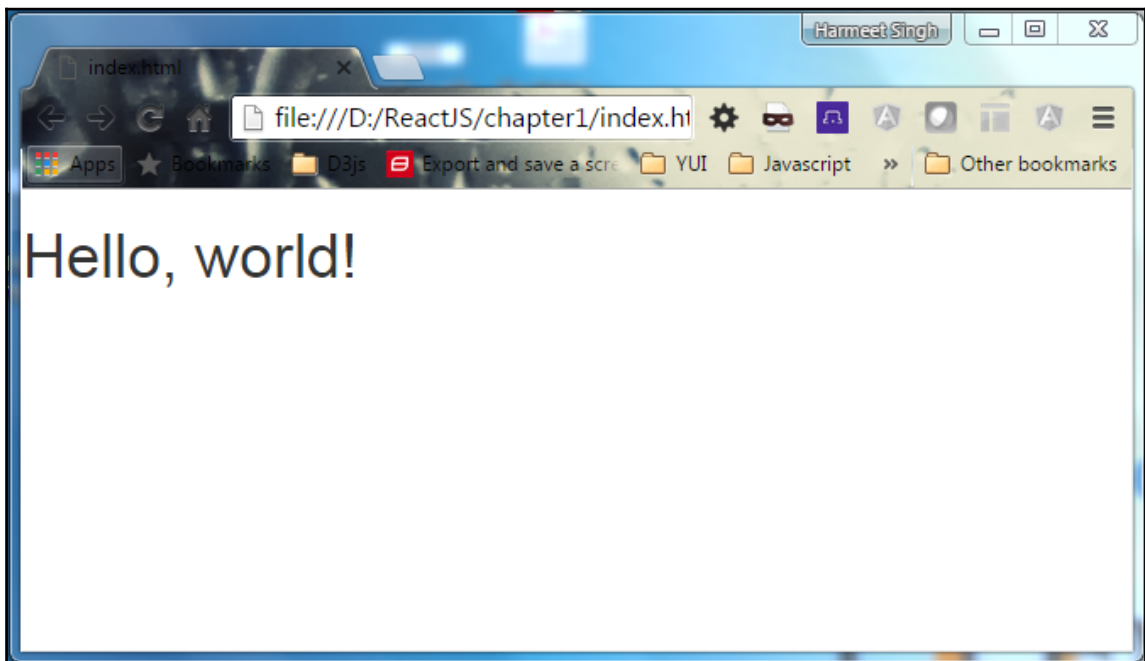 Harmeet Singh
index.html
file:///D:/ReactJS/chapter1/index.ht
Apps Bookmarks D3js Export and save a scre YUI Javascript » Other bookmarks
Hello, world!